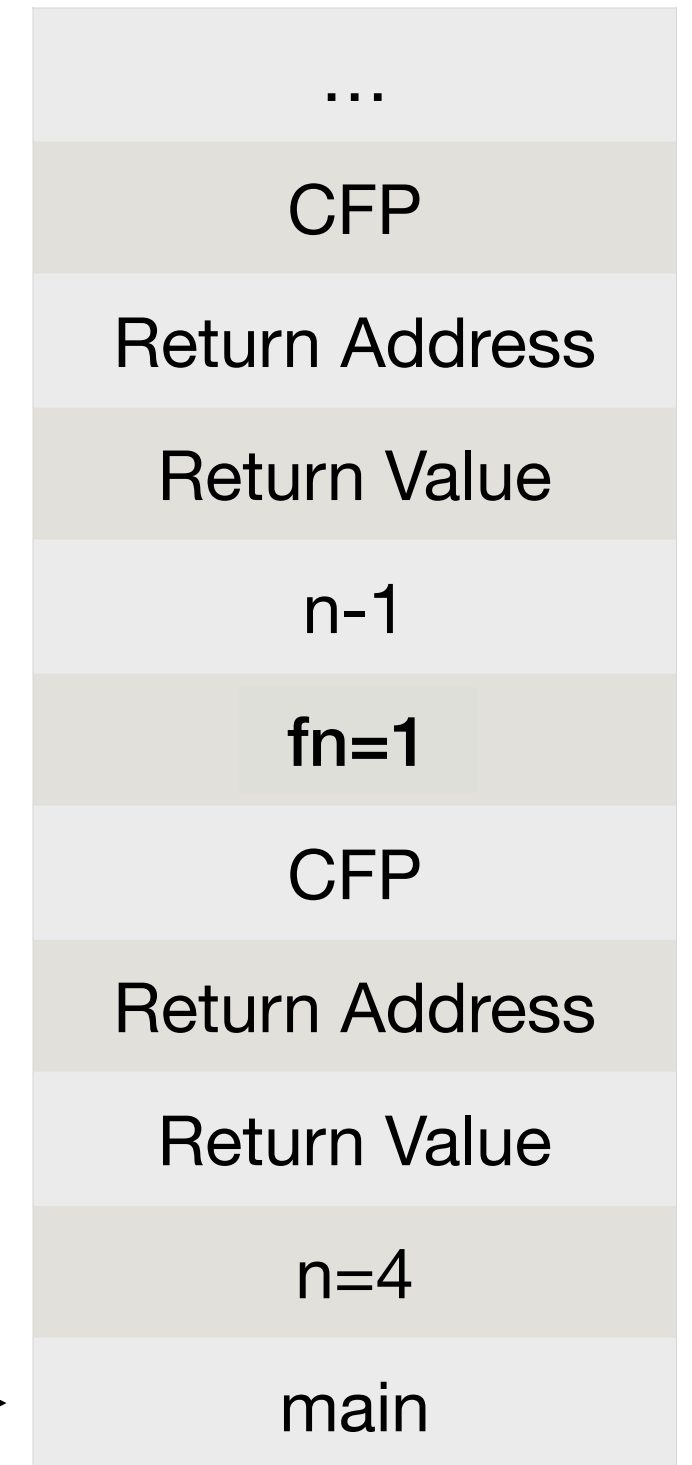 ...
CFP
Return Address
Return Value
n-1
fn=1
CFP
Return Address
Return Value
n=4
main